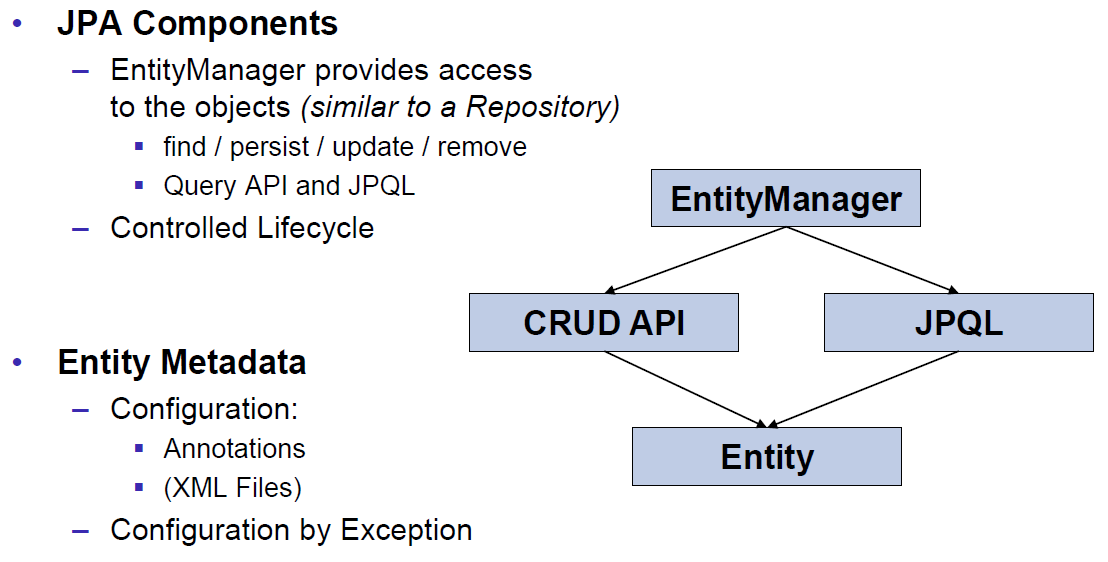 • JPA Components
– EntityManager provides access
to the objects (similar to a Repository)
▪ find / persist / update / remove
▪ Query API and JPQL
– Controlled Lifecycle
• Entity Metadata
– Configuration:
▪ Annotations
▪ (XML Files)
– Configuration by Exception
EntityManager
CRUD API
JPQL
Entity